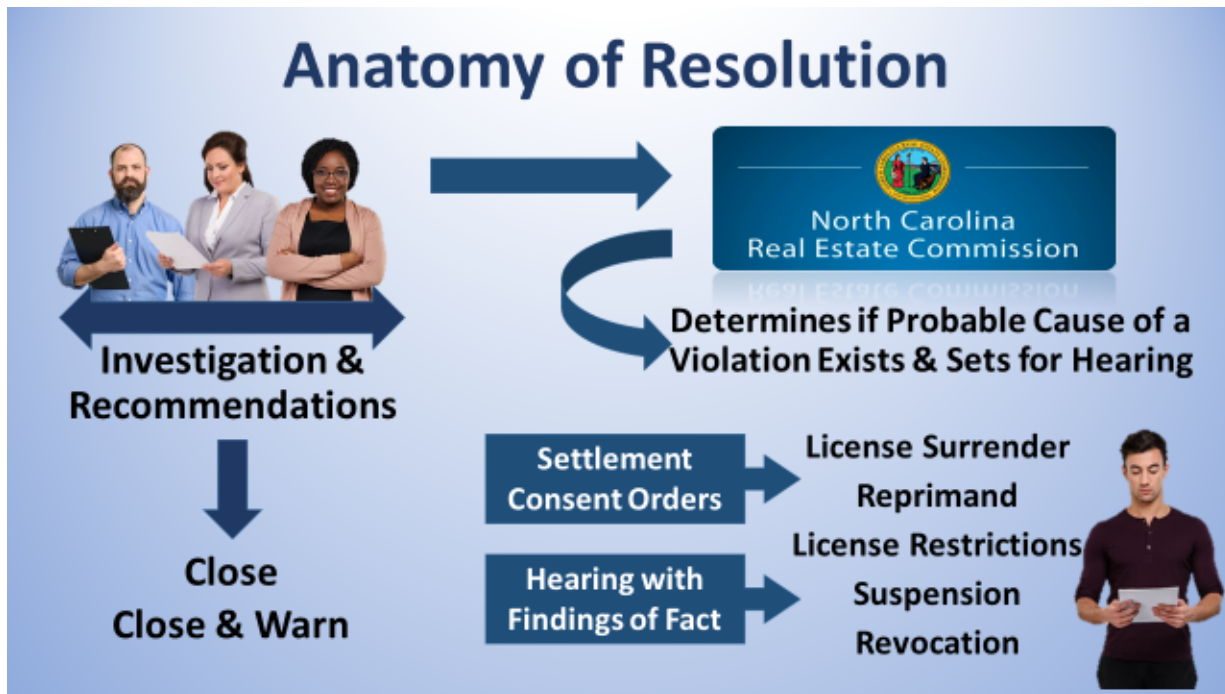 Anatomy of Resolution
North Carolina
Real Estate Commission
Investigation &
Recommendations
Determines if Probable Cause of a
Violation Exists & Sets for Hearing
Close
Close & Warn
Settlement
Consent Orders
Hearing with
Findings of Fact
License Surrender
Reprimand
License Restrictions
Suspension
Revocation